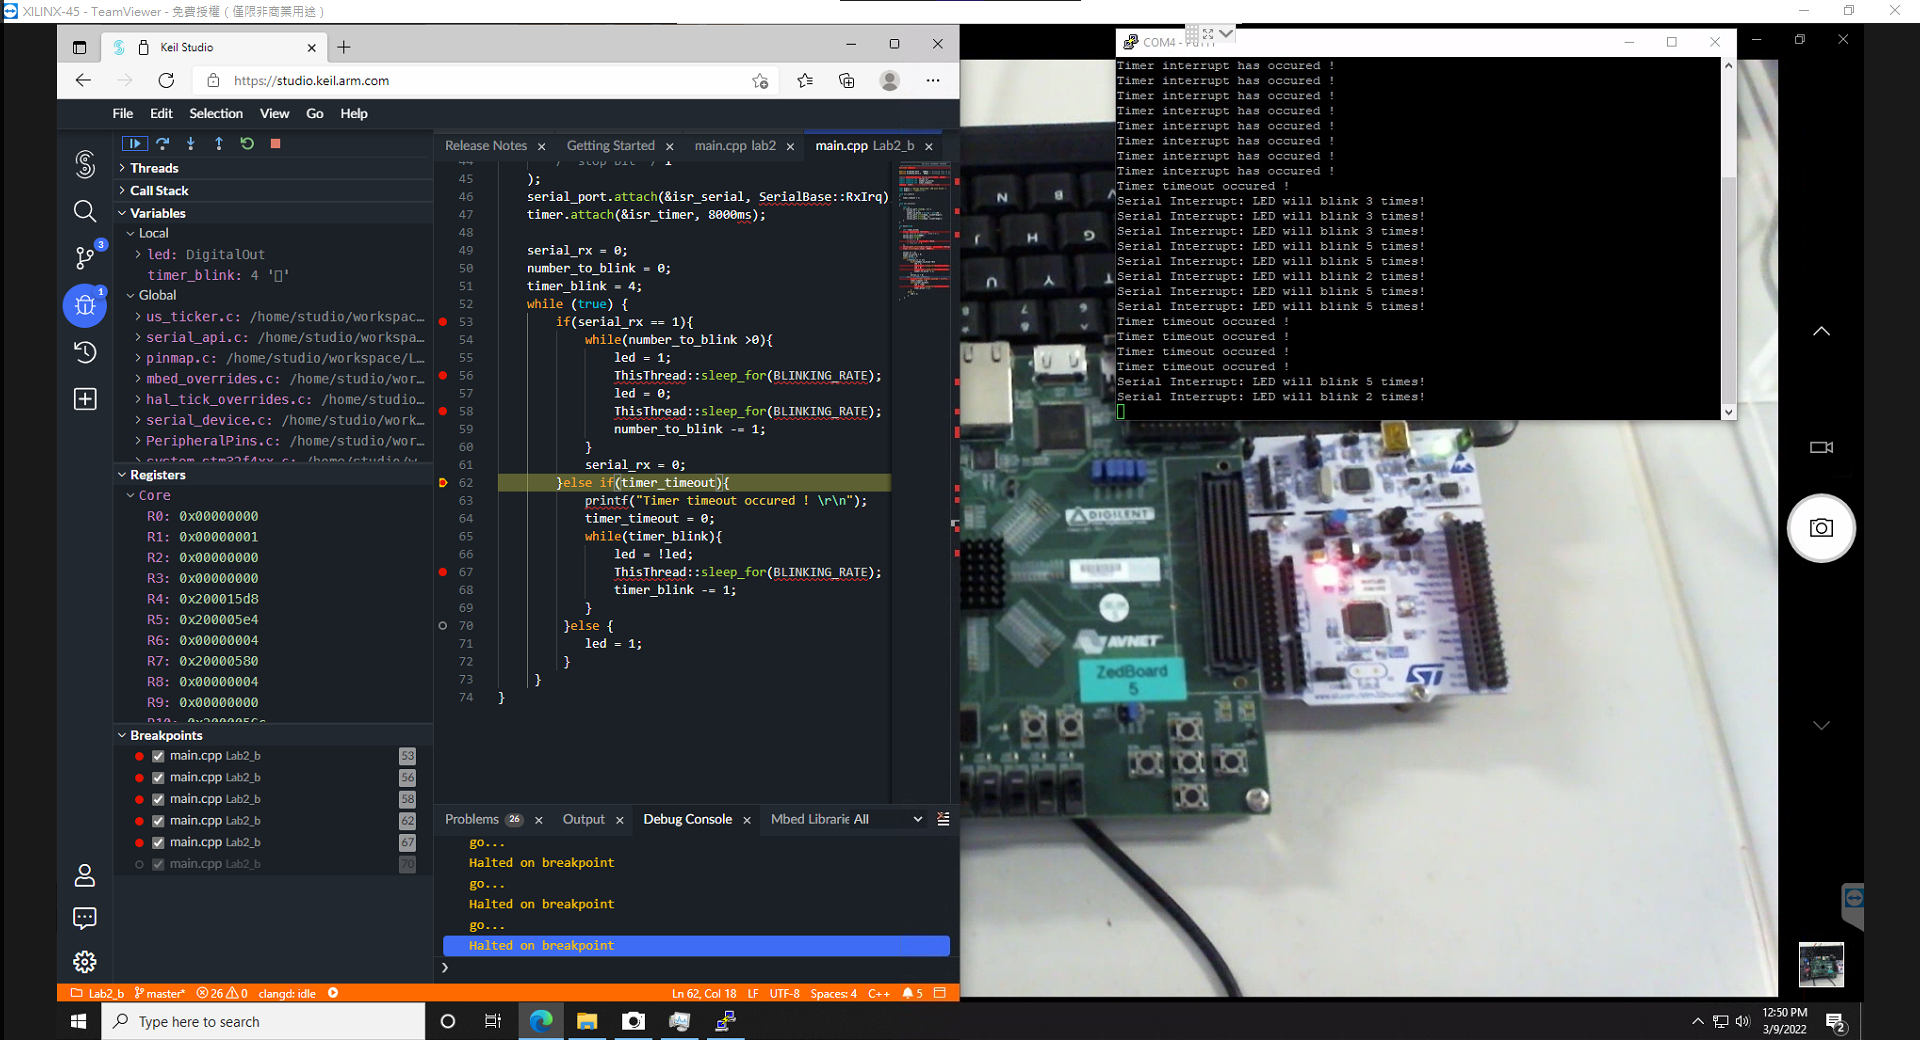 XILINX-45 - TeamViewer - 免費授權（僅限非商業用途）
Keil Studio
https://studio.keil.arm.com
File Edit Selection View Go Help
Threads
Call Stack
Variables
Local
led: DigitalOut
timer_blink: 4
Global
us_ticker.c: /home/studio/workspac...
serial_api.c: /home/studio/workspa...
pinmap.c: /home/studio/workspace/L...
mbed_overrides.c: /home/studio/wor...
hal_tick_overrides.c: /home/studio...
serial_device.c: /home/studio/work...
PeripheralPins.c: /home/studio/wor...
3
1
Registers
Core
R0: 0x00000000
R1: 0x00000001
R2: 0x00000000
R3: 0x00000000
R4: 0x200015d8
R5: 0x200005e4
R6: 0x00000004
R7: 0x20000580
R8: 0x00000004
R9: 0x00000000
Breakpoints
main.cpp Lab2_b 53
main.cpp Lab2_b 56
main.cpp Lab2_b 58
main.cpp Lab2_b 62
main.cpp Lab2_b 67
main.cpp Lab2_b 70
Release Notes Getting Started main.cpp lab2 main.cpp Lab2_b
45 );
46 serial_port.attach(&isr_serial, SerialBase::RxIrq)
47 timer.attach(&isr_timer, 8000ms);
48
49 serial_rx = 0;
50 number_to_blink = 0;
51 timer_blink = 4;
52 while (true) {
53 if(serial_rx == 1){
54 while(number_to_blink >0){
55 led = 1;
56 ThisThread::sleep_for(BLINKING_RATE);
57 led = 0;
58 ThisThread::sleep_for(BLINKING_RATE);
59 number_to_blink -= 1;
60 }
61 serial_rx = 0;
62 }else if(timer_timeout){
63 printf("Timer timeout occured ! \r\n");
64 timer_timeout = 0;
65 while(timer_blink){
66 led = !led;
67 ThisThread::sleep_for(BLINKING_RATE);
68 timer_blink -= 1;
69 }
70 }else {
71 led = 1;
72 }
73 }
74 }
Problems 26 Output Debug Console Mbed Librarie All
go...
Halted on breakpoint
go...
Halted on breakpoint
go...
Halted on breakpoint
Lab2_b master* 26 0 clangd: idle Ln 62, Col 18 LF UTF-8 Spaces: 4 C++ 5
COM4 - PuTTY
Timer interrupt has occured !
Timer interrupt has occured !
Timer interrupt has occured !
Timer interrupt has occured !
Timer interrupt has occured !
Timer interrupt has occured !
Timer interrupt has occured !
Timer interrupt has occured !
Timer timeout occured !
Serial Interrupt: LED will blink 3 times!
Serial Interrupt: LED will blink 3 times!
Serial Interrupt: LED will blink 3 times!
Serial Interrupt: LED will blink 5 times!
Serial Interrupt: LED will blink 5 times!
Serial Interrupt: LED will blink 2 times!
Serial Interrupt: LED will blink 5 times!
Serial Interrupt: LED will blink 5 times!
Timer timeout occured !
Timer timeout occured !
Timer timeout occured !
Timer timeout occured !
Serial Interrupt: LED will blink 5 times!
Serial Interrupt: LED will blink 2 times!
N B V
J H G
U Y T
DIGILENT
AVNET
ZedBoard
5
ST
Type here to search
12:50 PM
3/9/2022
2